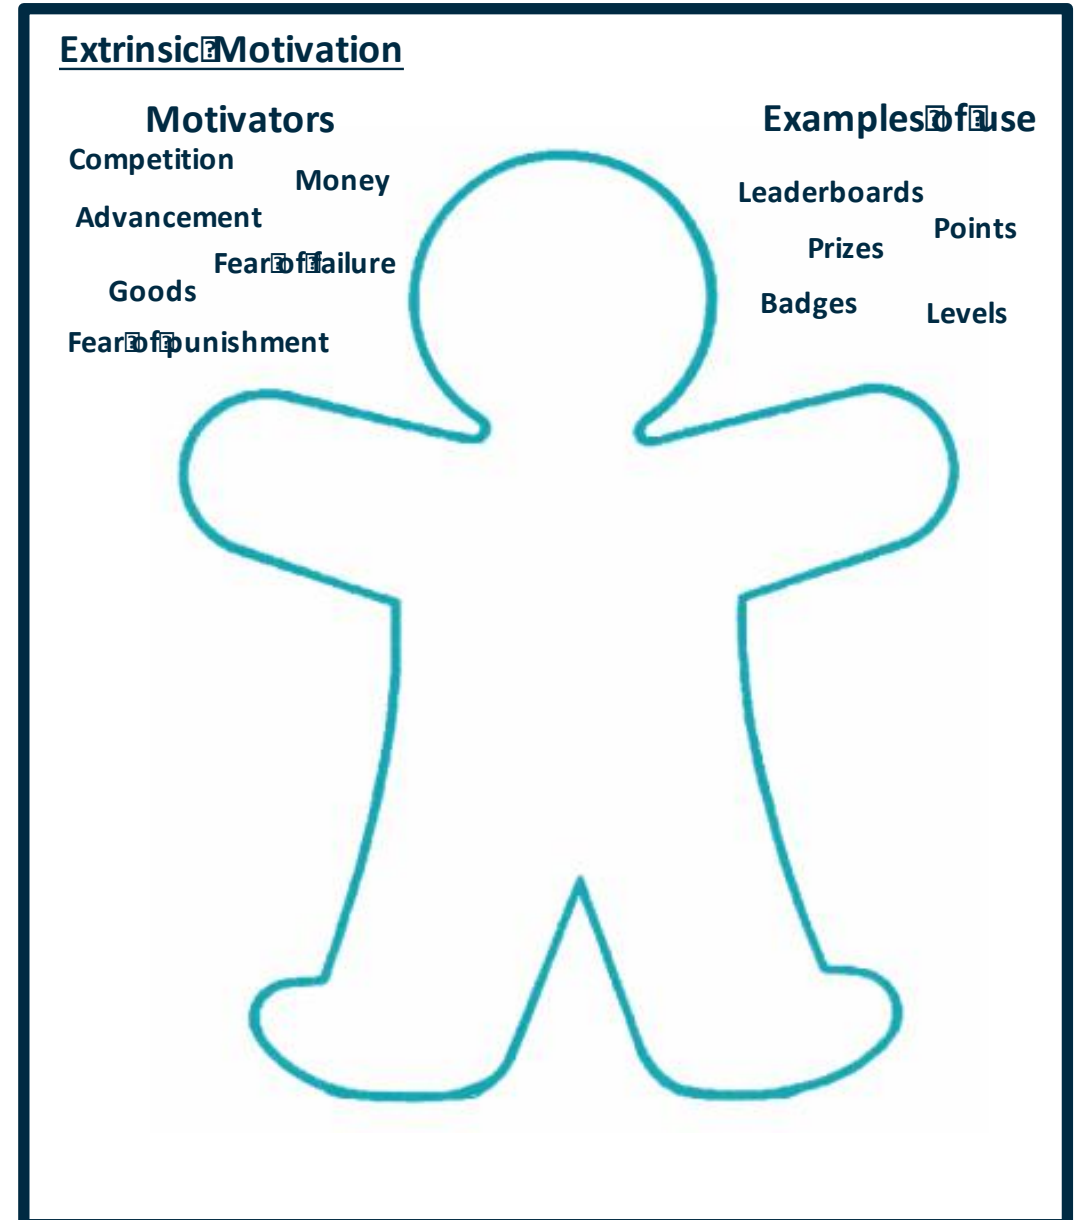 Extrinsic Motivation
Motivators
Competition
Money
Advancement
Fear of failure
Goods
Fear of punishment
Examples of use
Leaderboards
Points
Prizes
Badges
Levels